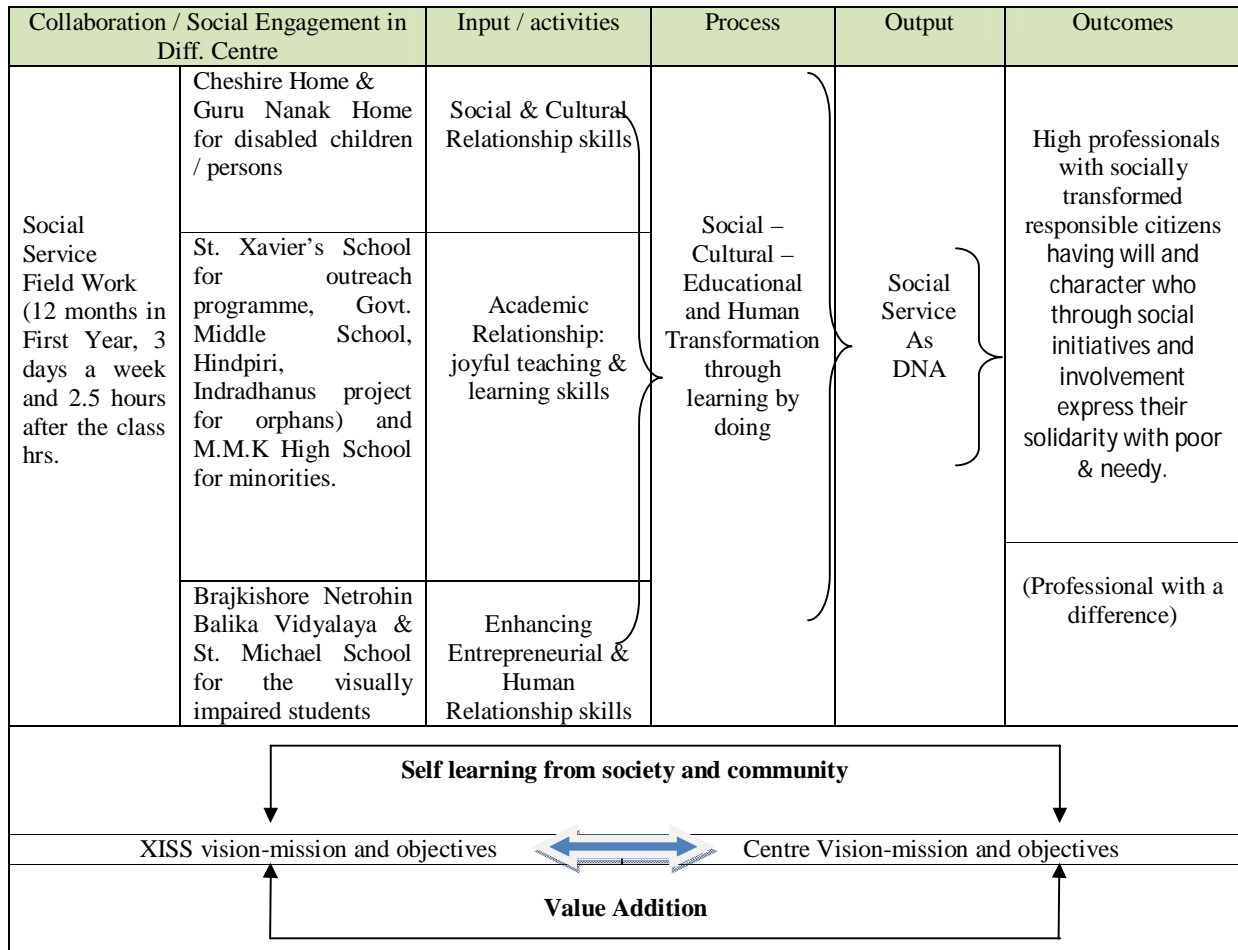 Collaboration / Social Engagement in
Diff. Centre
Input / activities
Process
Output
Outcomes
Social
Service
Field Work
(12 months in
First Year, 3
days a week
and 2.5 hours
after the class
hrs.
Cheshire Home &
Guru Nanak Home
for disabled children
/ persons
Social & Cultural
Relationship skills
St. Xavier’s School
for outreach
programme, Govt.
Middle School,
Hindpiri,
Indradhanus project
for orphans) and
M.M.K High School
for minorities.
Academic
Relationship:
joyful teaching &
learning skills
Brajkishore Netrohin
Balika Vidyalaya &
St. Michael School
for the visually
impaired students
Enhancing
Entrepreneurial &
Human
Relationship skills
Social –
Cultural –
Educational
and Human
Transformation
through
learning by
doing
Social
Service
As
DNA
High professionals
with socially
transformed
responsible citizens
having will and
character who
through social
initiatives and
involvement
express their
solidarity with poor
& needy.
(Professional with a
difference)
Self learning from society and community
XISS vision-mission and objectives
Centre Vision-mission and objectives
Value Addition